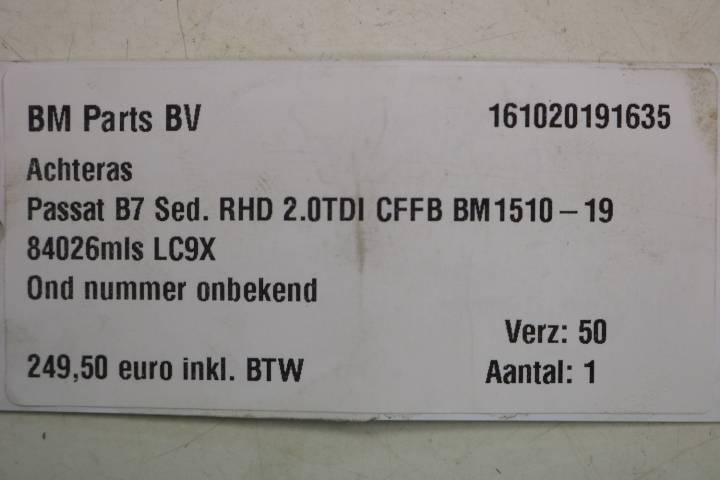 BM Parts BV 161020191635
Achteras
Passat B7 Sed. RHD 2.0TDI CFFB BM1510-19
84026mls LC9X
Ond nummer onbekend
Verz: 50
249,50 euro inkl. BTW Aantal: 1